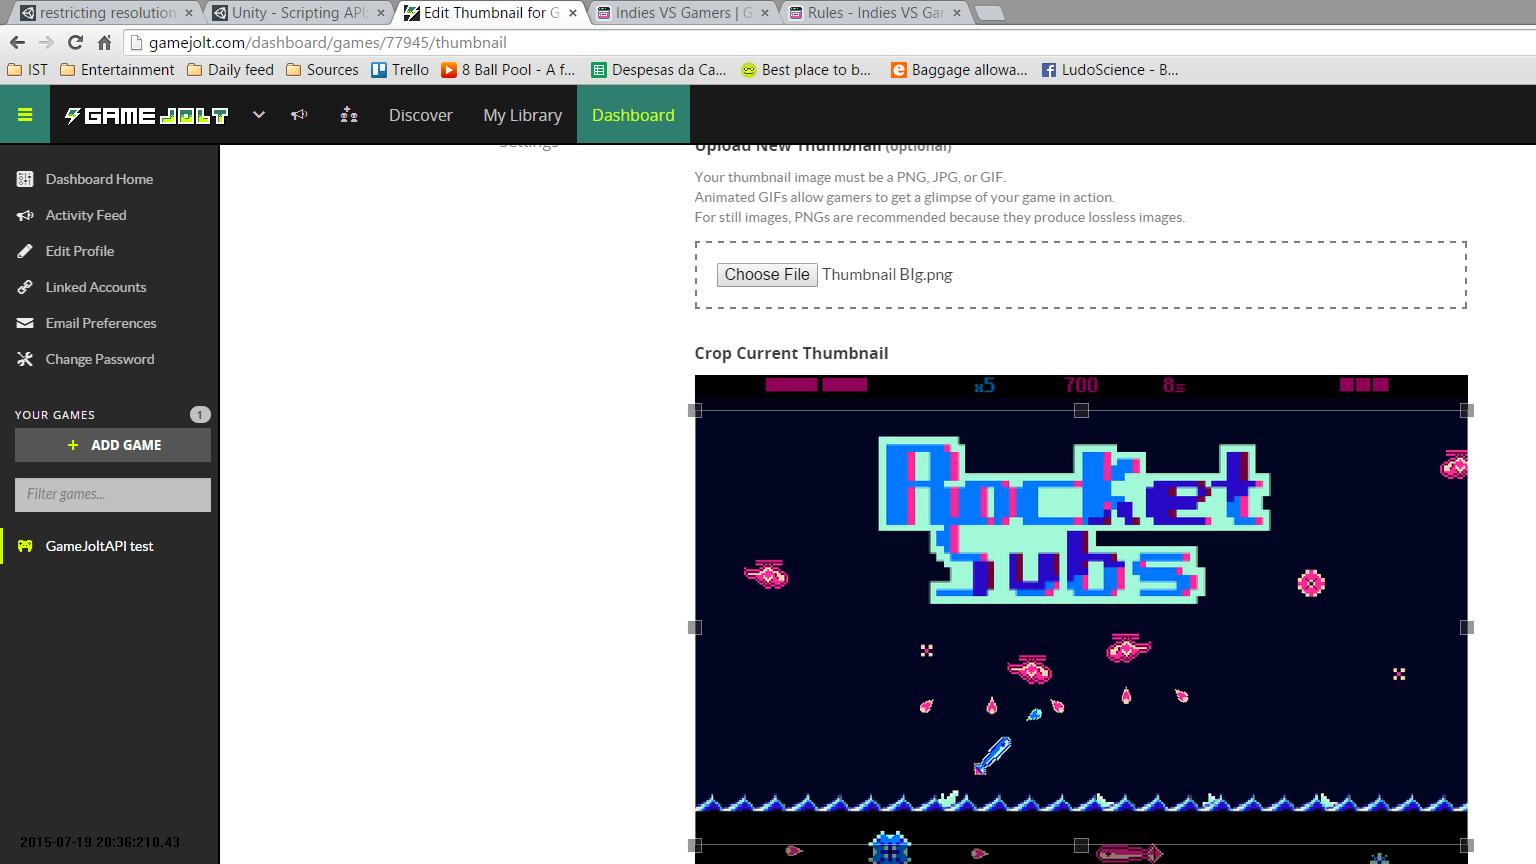 restricting resolution
Unity - Scripting API:
Edit Thumbnail for G
Indies VS Gamers | G
Rules - Indies VS Gar
gamejolt.com/dashboard/games/77945/thumbnail
IST
Entertainment
Daily feed
Sources
Trello
8 Ball Pool - A f...
Despesas da Ca...
Best place to b...
Baggage allowa...
LudoScience - B...
GAME JOLT
Discover
My Library
Dashboard
Settings
Upload New Thumbnail (optional)
Your thumbnail image must be a PNG, JPG, or GIF.
Animated GIFs allow gamers to get a glimpse of your game in action.
For still images, PNGs are recommended because they produce lossless images.
Choose File Thumbnail BIg.png
Crop Current Thumbnail
x5 700 8s
Rocket
Subs
Dashboard Home
Activity Feed
Edit Profile
Linked Accounts
Email Preferences
Change Password
YOUR GAMES 1
+ ADD GAME
Filter games...
GameJoltAPI test
2015-07-19 20:36:210.43